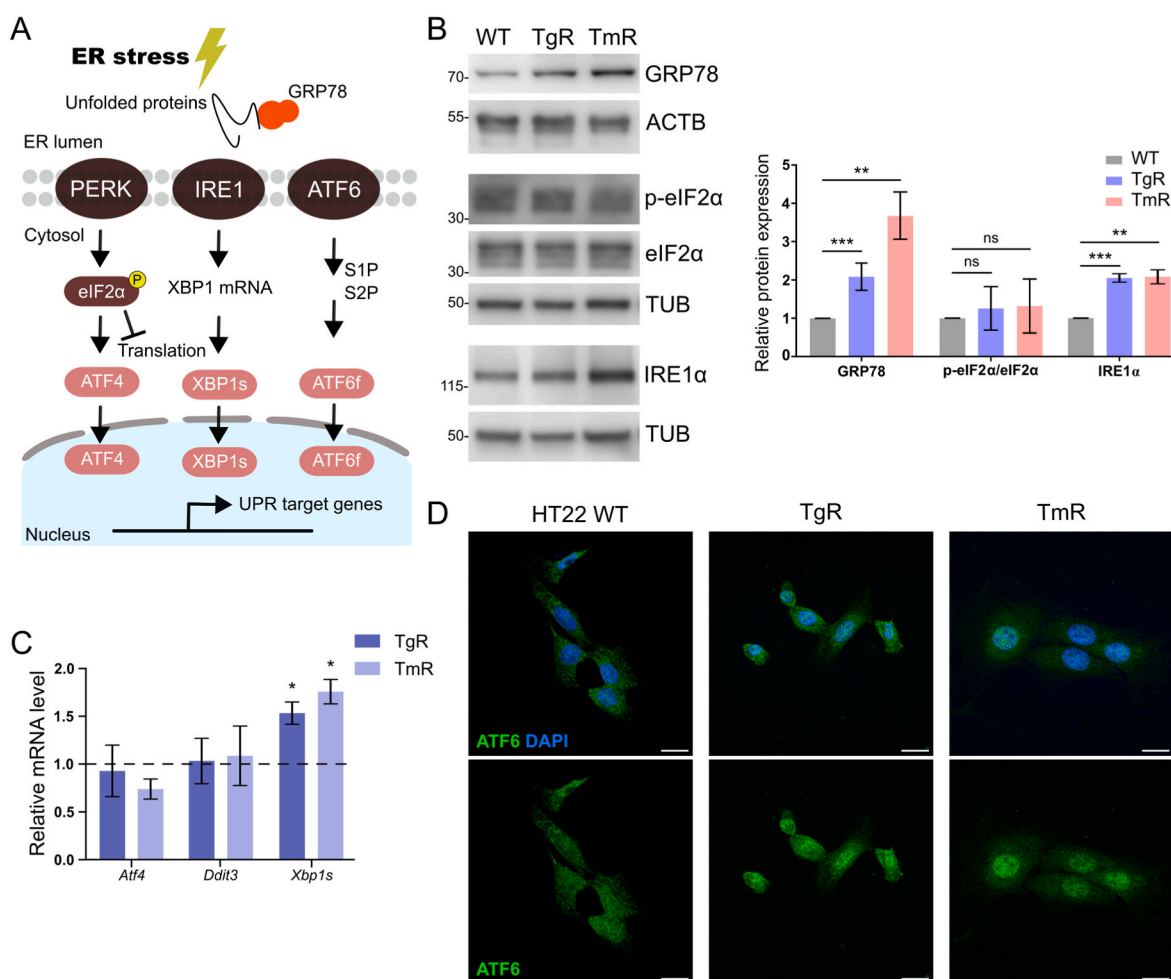 A
ER stress
Unfolded proteins
GRP78
ER lumen
PERK
IRE1
ATF6
Cytosol
eIF2α
P
XBP1 mRNA
S1P
S2P
Translation
ATF4
XBP1s
ATF6f
ATF4
XBP1s
ATF6f
UPR target genes
Nucleus
B
WT TgR TmR
70-
GRP78
55-
ACTB
p-eIF2α
30-
eIF2α
30-
50-
TUB
IRE1α
115-
50-
TUB
Relative protein expression
5
4
3
2
1
0
WT
TgR
TmR
**
***
ns
ns
**
***
GRP78
p-eIF2α/eIF2α
IRE1α
C
Relative mRNA level
2.0
1.5
1.0
0.5
0.0
TgR
TmR
*
*
Atf4
Ddit3
Xbp1s
D
HT22 WT
TgR
TmR
ATF6 DAPI
ATF6